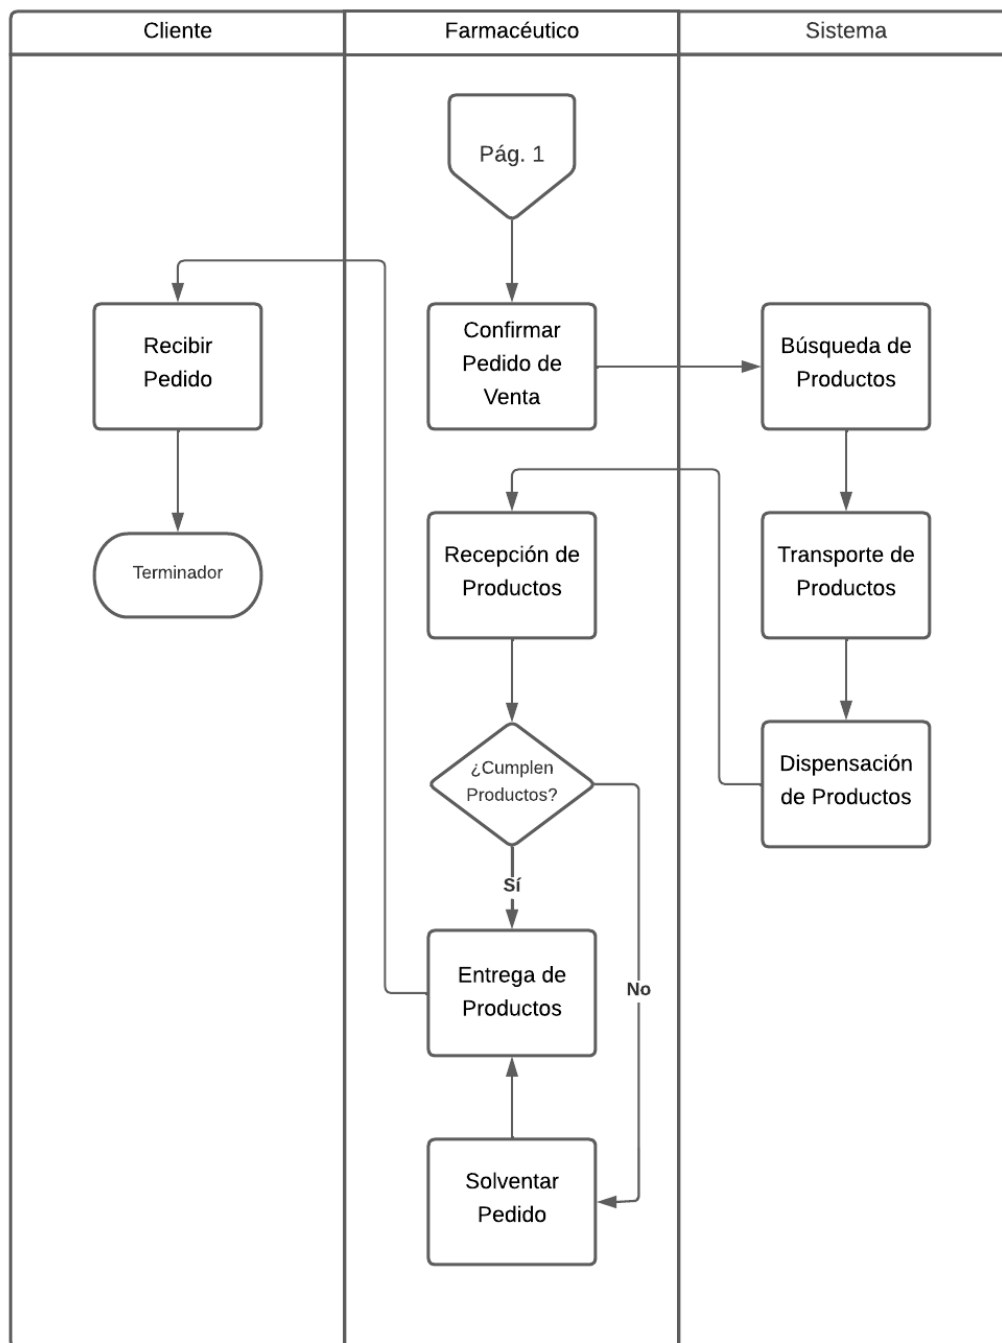 Cliente
Farmacéutico
Sistema
Pág. 1
Recibir
Pedido
Confirmar
Pedido de
Venta
Búsqueda de
Productos
Terminador
Recepción de
Productos
Transporte de
Productos
¿Cumplen
Productos?
Dispensación
de Productos
Sí
Entrega de
Productos
No
Solventar
Pedido